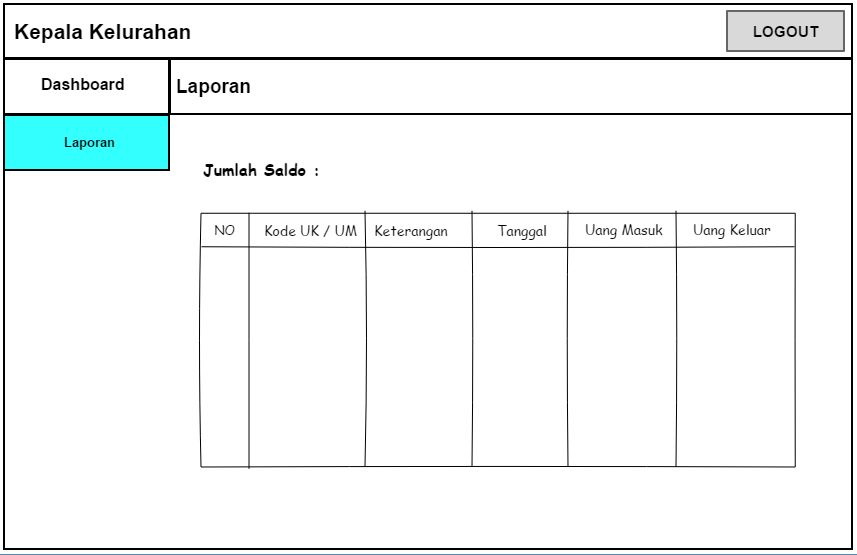 Kepala Kelurahan
LOGOUT
Dashboard
Laporan
Laporan
Jumlah Saldo :
NO Kode UK / UM Keterangan Tanggal Uang Masuk Uang Keluar